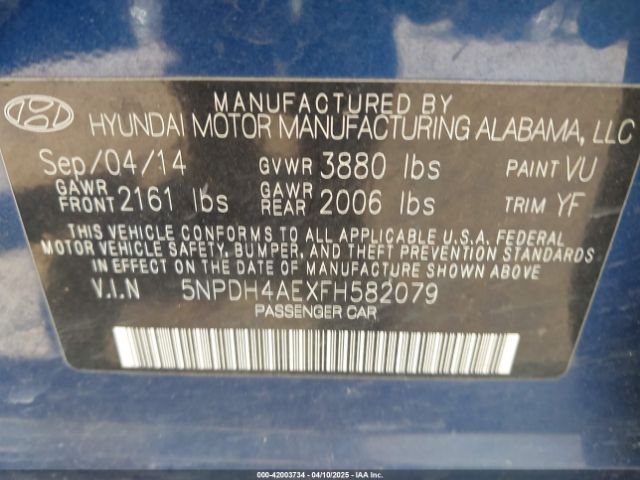 MANUFACTURED BY
HYUNDAI MOTOR MANUFACTURING ALABAMA, LLC
Sep/04/14 GVWR 3880 lbs PAINT VU
GAWR FRONT 2161 lbs GAWR REAR 2006 lbs TRIM YF
THIS VEHICLE CONFORMS TO ALL APPLICABLE U.S.A. FEDERAL
MOTOR VEHICLE SAFETY, BUMPER, AND THEFT PREVENTION STANDARDS
IN EFFECT ON THE DATE OF MANUFACTURE SHOWN ABOVE
V.I.N 5NPDH4AEXFH582079
PASSENGER CAR
000-42003734 - 04/10/2025 - IAA Inc.